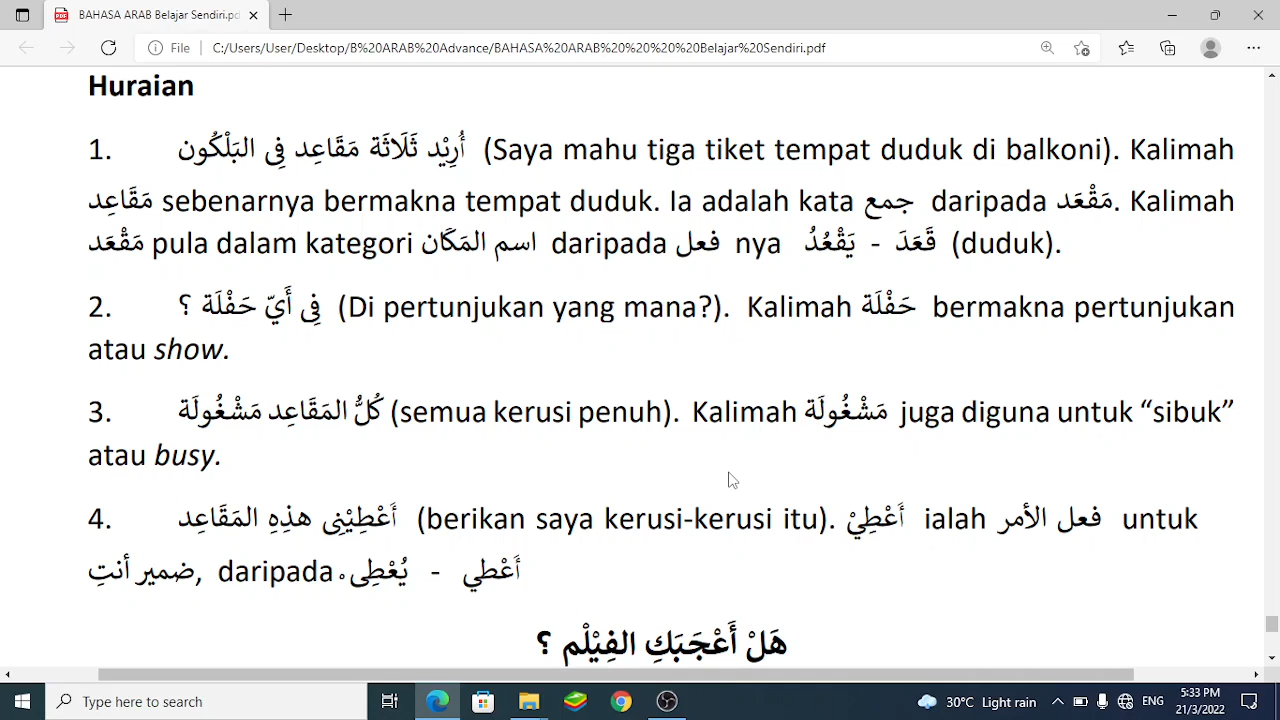 BAHASA ARAB Belajar Sendiri.pd
File C:/Users/User/Desktop/B%20ARAB%20Advance/BAHASA%20ARAB%20%20%20%20Belajar%20Sendiri.pdf
Huraian
1. أُرِيْد ثَلَاثَة مَقَاعِد فِى البَلْكُون (Saya mahu tiga tiket tempat duduk di balkoni). Kalimah
مَقَاعِد sebenarnya bermakna tempat duduk. Ia adalah kata جمع daripada مَقْعَد. Kalimah
مَقْعَد pula dalam kategori اسم المَكَان daripada فعل nya قَعَدَ - يَقْعُدُ (duduk).
2. فِى أَيّ حَفْلَة ؟ (Di pertunjukan yang mana?). Kalimah حَفْلَة bermakna pertunjukan
atau show.
3. كُلُّ المَقَاعِد مَشْغُولَة (semua kerusi penuh). Kalimah مَشْغُولَة juga diguna untuk “sibuk”
atau busy.
4. أَعْطِيْنِى هذِهِ المَقَاعِد (berikan saya kerusi-kerusi itu). أَعْطِيْ ialah فعل الأمر untuk
ضمير أنتِ, daripada أَعْطي - يُعْطِى.
هَلْ أَعْجَبَكِ الفِيْلْم ؟
Type here to search
30°C Light rain ENG 5:33 PM
21/3/2022